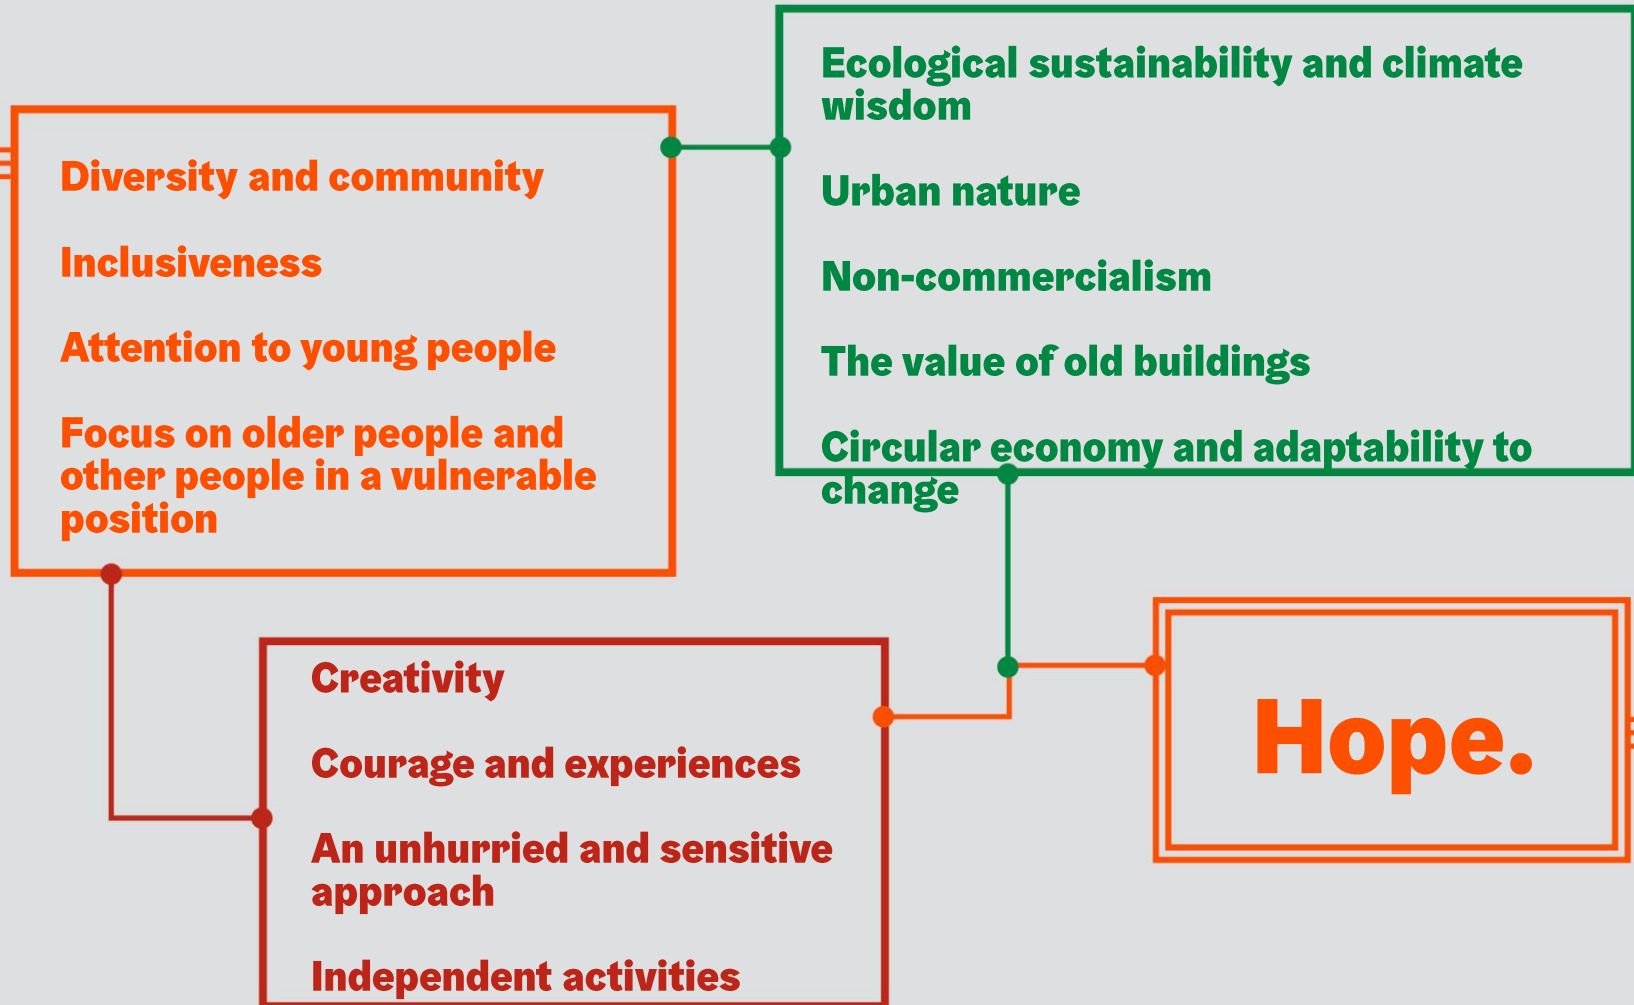 Diversity and community
Inclusiveness
Attention to young people
Focus on older people and
other people in a vulnerable
position
Ecological sustainability and climate
wisdom
Urban nature
Non-commercialism
The value of old buildings
Circular economy and adaptability to
change
Creativity
Courage and experiences
An unhurried and sensitive
approach
Independent activities
Hope.